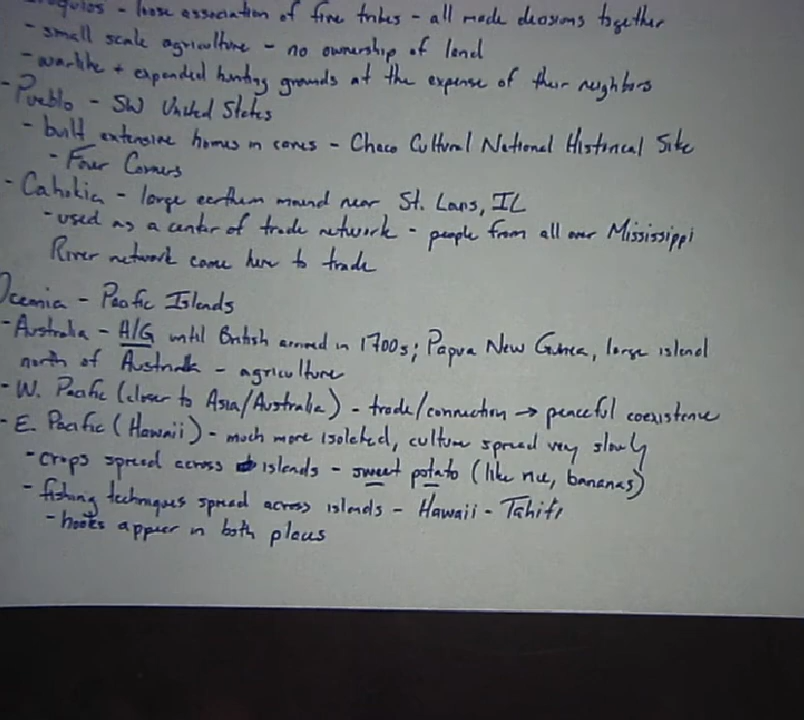 - loose association of five tribes - all made decisions together
- small scale agriculture - no ownership of land
- warlike + expanded hunting grounds at the expense of their neighbors
- Pueblo - SW United States
- built extensive homes in caves - Chaco Cultural National Historical Site
- Four Corners
- Cahokia - large earthen mound near St. Louis, IL
- used as a center of trade network - people from all over Mississippi
River network came here to trade
Oceania - Pacific Islands
- Australia - H/G until British arrived in 1700s; Papua New Guinea, large island
north of Australia - agriculture
- W. Pacific (closer to Asia/Australia) - trade/connection → peaceful coexistence
- E. Pacific (Hawaii) - much more isolated, culture spread very slowly
- crops spread across islands - sweet potato (like rice, bananas)
- fishing techniques spread across islands - Hawaii - Tahiti
- hooks appear in both places